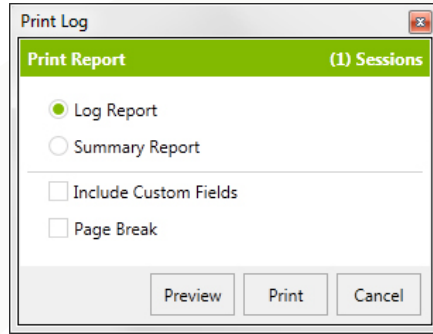 Print Log
Print Report (1) Sessions
Log Report
Summary Report
Include Custom Fields
Page Break
Preview Print Cancel